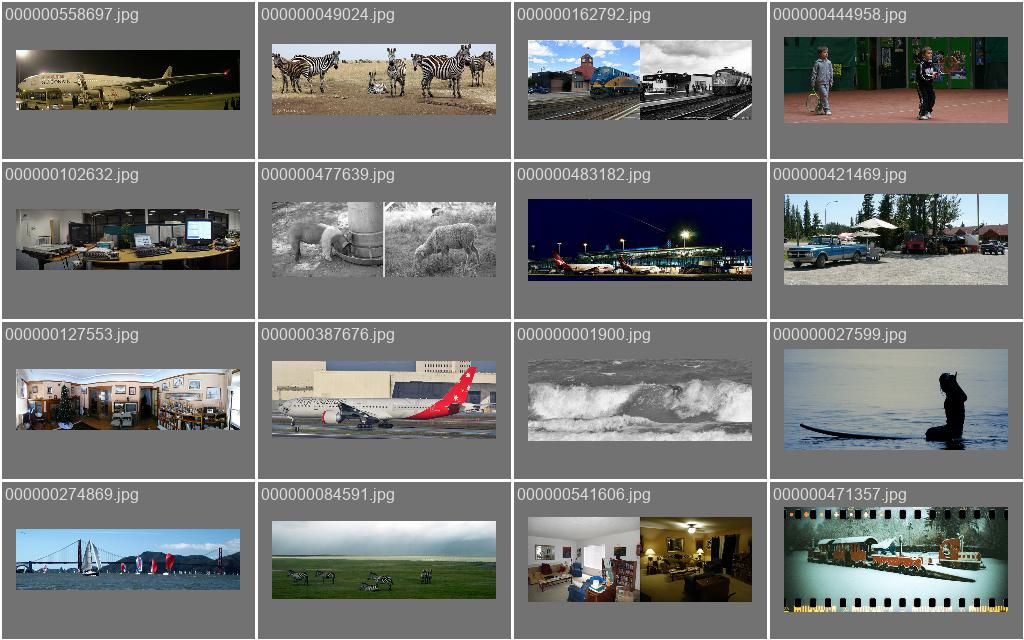 000000558697.jpg
000000049024.jpg
000000162792.jpg
000000444958.jpg
000000102632.jpg
000000477639.jpg
000000483182.jpg
000000421469.jpg
000000127553.jpg
000000387676.jpg
000000001900.jpg
000000027599.jpg
000000274869.jpg
000000084591.jpg
000000541606.jpg
000000471357.jpg